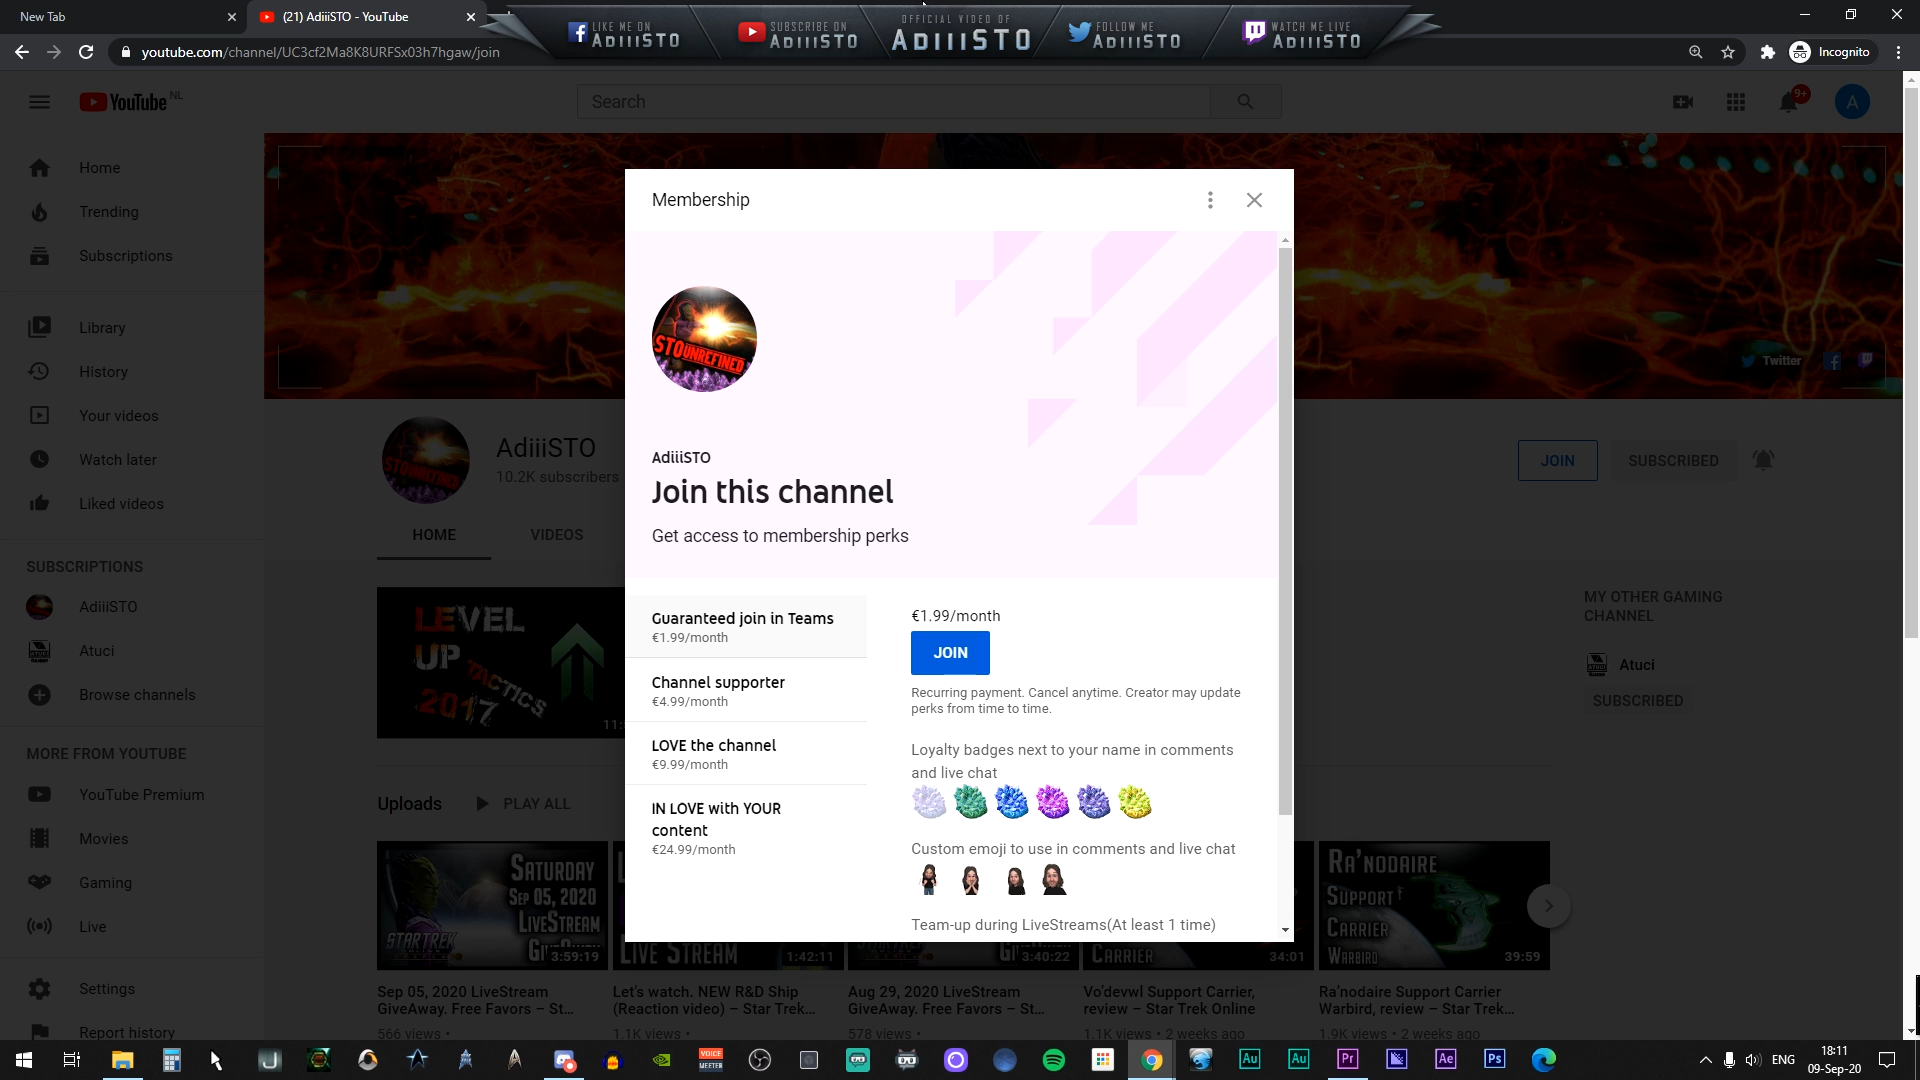 New Tab
(21) AdiiiSTO - YouTube
LIKE ME ON
ADIIISTO
SUBSCRIBE ON
ADIIISTO
OFFICIAL VIDEO OF
ADIIISTO
FOLLOW ME
ADIIISTO
WATCH ME LIVE
ADIIISTO
youtube.com/channel/UC3cf2Ma8K8URFSx03h7hgaw/join
Incognito
YouTube NL
Search
9+
A
Home
Trending
Subscriptions
Library
History
Your videos
Watch later
Liked videos
SUBSCRIPTIONS
AdiiiSTO
Atuci
Browse channels
MORE FROM YOUTUBE
YouTube Premium
Movies
Gaming
Live
Settings
Report history
Twitter
AdiiiSTO
10.2K subscribers
JOIN
SUBSCRIBED
HOME
VIDEOS
LEVEL
UP
TACTICS
2017
Uploads
PLAY ALL
MY OTHER GAMING
CHANNEL
Atuci
SUBSCRIBED
Membership
STOUNREFINED
AdiiiSTO
Join this channel
Get access to membership perks
Guaranteed join in Teams
€1.99/month
Channel supporter
€4.99/month
LOVE the channel
€9.99/month
IN LOVE with YOUR
content
€24.99/month
€1.99/month
JOIN
Recurring payment. Cancel anytime. Creator may update
perks from time to time.
Loyalty badges next to your name in comments
and live chat
Custom emoji to use in comments and live chat
Team-up during LiveStreams(At least 1 time)
SATURDAY
SEP 05, 2020
LIVESTREAM
STAR TREK
3:59:19
LIVE STREAM
1:42:11
3:40:22
CARRIER
34:01
RA'NODAIRE
SUPPORT
CARRIER
WARBIRD
39:59
Sep 05, 2020 LiveStream
GiveAway. Free Favors – St...
566 views •
Let's watch. NEW R&D Ship
(Reaction video) – Star Trek...
1.1K views •
Aug 29, 2020 LiveStream
GiveAway. Free Favors – St...
578 views •
Vo'devwl Support Carrier,
review – Star Trek Online
1.1K views • 2 weeks ago
Ra'nodaire Support Carrier
Warbird, review – Star Trek...
1.9K views • 2 weeks ago
VOICE
MEETER
Au
Au
Pr
Ae
Ps
ENG
18:11
09-Sep-20